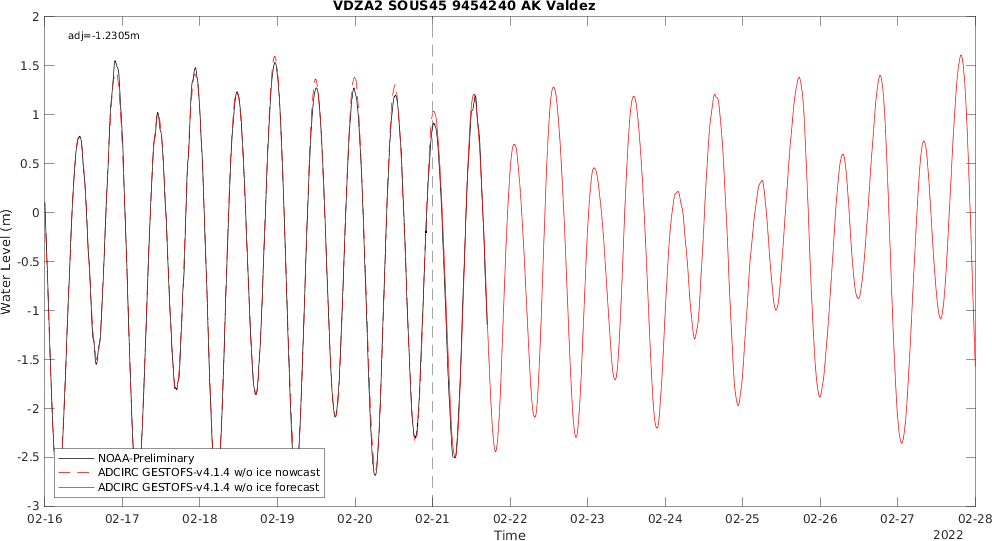 VDZA2 SOUS45 9454240 AK Valdez
adj=-1.2305m
2
1.5
1
0.5
0
-0.5
-1
-1.5
-2
-2.5
-3
Water Level (m)
NOAA-Preliminary
ADCIRC GESTOFS-v4.1.4 w/o ice nowcast
ADCIRC GESTOFS-v4.1.4 w/o ice forecast
02-16 02-17 02-18 02-19 02-20 02-21 02-22 02-23 02-24 02-25 02-26 02-27 02-28
Time
2022